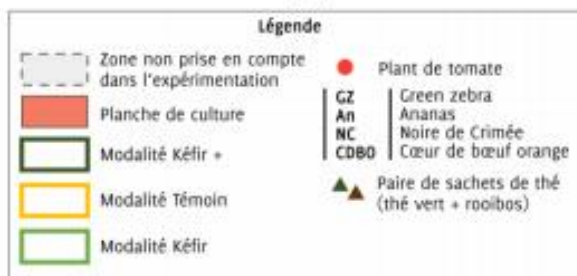 Légende
Zone non prise en compte
dans l'expérimentation
Planche de culture
Modalité Kéfir +
Modalité Témoin
Modalité Kéfir
Plant de tomate
GZ Green zebra
An Ananas
NC Noire de Crimée
CDBO Cœur de bœuf orange
Paire de sachets de thé
(thé vert + rooibos)